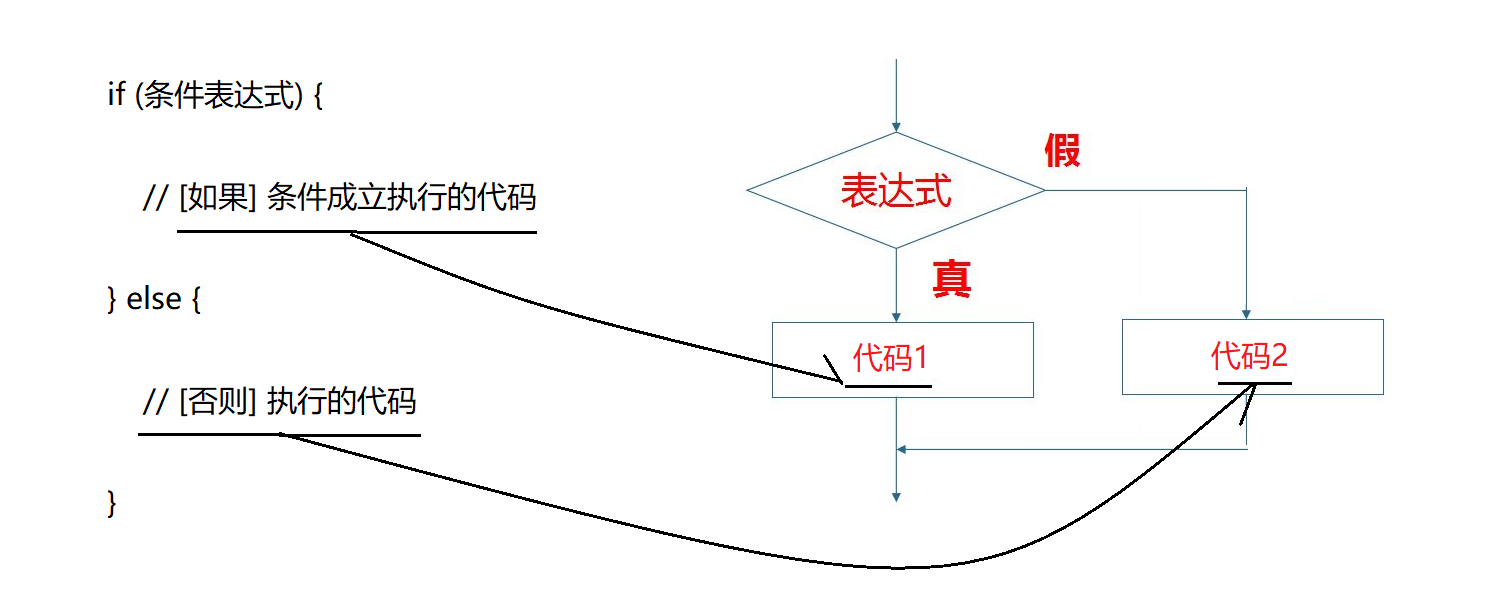 if (条件表达式) {
// [如果] 条件成立执行的代码
} else {
// [否则] 执行的代码
}
假
表达式
真
代码1
代码2